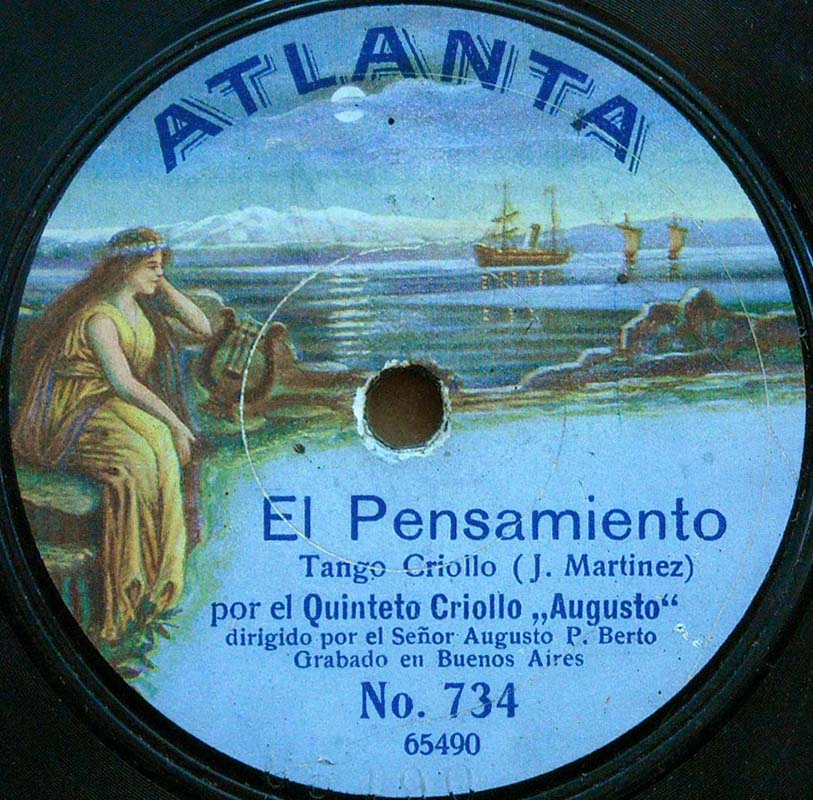 ATLANTA
El Pensamiento
Tango Criollo (J. Martinez)
por el Quinteto Criollo „Augusto“
dirigido por el Señor Augusto P. Berto
Grabado en Buenos Aires
No. 734
65490